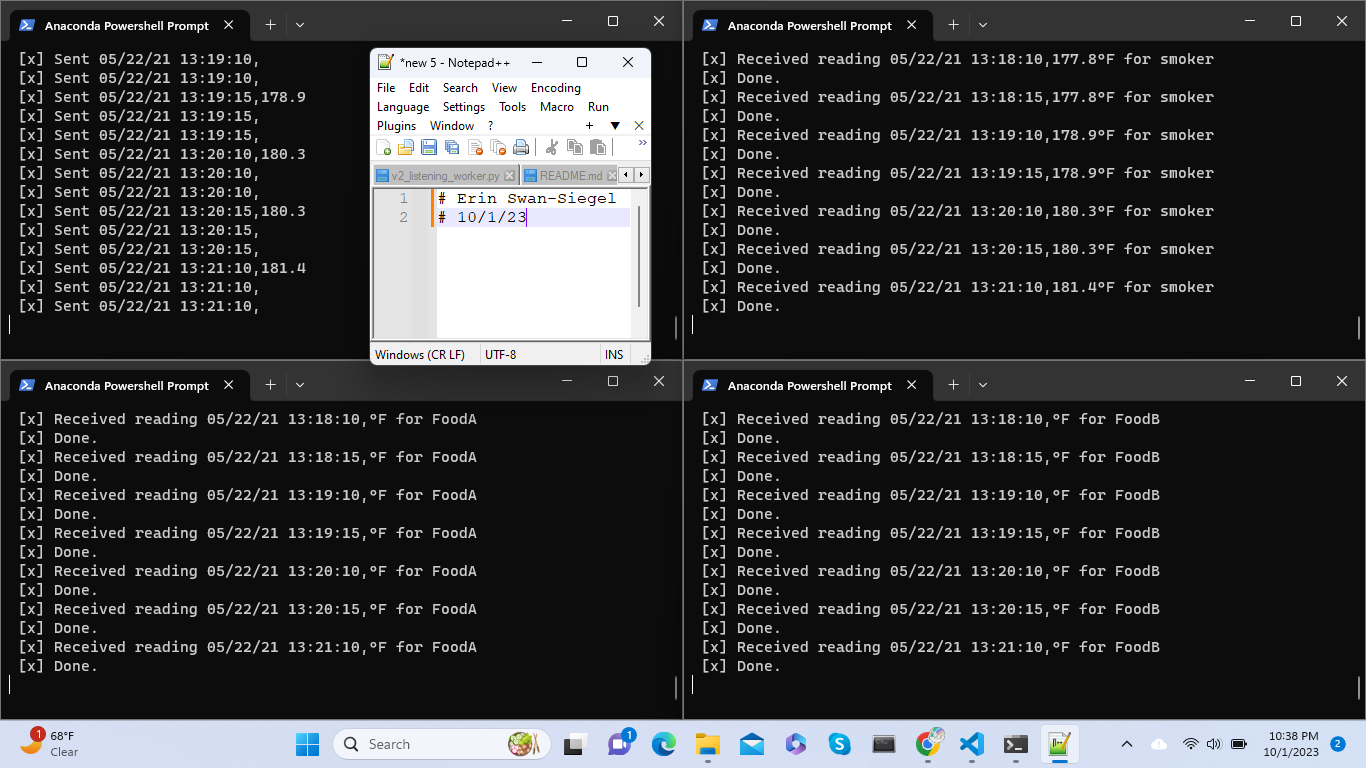 Anaconda Powershell Prompt
[x] Sent 05/22/21 13:19:10,
[x] Sent 05/22/21 13:19:10,
[x] Sent 05/22/21 13:19:15,178.9
[x] Sent 05/22/21 13:19:15,
[x] Sent 05/22/21 13:19:15,
[x] Sent 05/22/21 13:20:10,180.3
[x] Sent 05/22/21 13:20:10,
[x] Sent 05/22/21 13:20:10,
[x] Sent 05/22/21 13:20:15,180.3
[x] Sent 05/22/21 13:20:15,
[x] Sent 05/22/21 13:20:15,
[x] Sent 05/22/21 13:21:10,181.4
[x] Sent 05/22/21 13:21:10,
[x] Sent 05/22/21 13:21:10,
*new 5 - Notepad++
File Edit Search View Encoding
Language Settings Tools Macro Run
Plugins Window ?
v2_listening_worker.py README.md
1 # Erin Swan-Siegel
2 # 10/1/23
Windows (CR LF) UTF-8 INS
Anaconda Powershell Prompt
[x] Received reading 05/22/21 13:18:10,177.8°F for smoker
[x] Done.
[x] Received reading 05/22/21 13:18:15,177.8°F for smoker
[x] Done.
[x] Received reading 05/22/21 13:19:10,178.9°F for smoker
[x] Done.
[x] Received reading 05/22/21 13:19:15,178.9°F for smoker
[x] Done.
[x] Received reading 05/22/21 13:20:10,180.3°F for smoker
[x] Done.
[x] Received reading 05/22/21 13:20:15,180.3°F for smoker
[x] Done.
[x] Received reading 05/22/21 13:21:10,181.4°F for smoker
[x] Done.
Anaconda Powershell Prompt
[x] Received reading 05/22/21 13:18:10,°F for FoodA
[x] Done.
[x] Received reading 05/22/21 13:18:15,°F for FoodA
[x] Done.
[x] Received reading 05/22/21 13:19:10,°F for FoodA
[x] Done.
[x] Received reading 05/22/21 13:19:15,°F for FoodA
[x] Done.
[x] Received reading 05/22/21 13:20:10,°F for FoodA
[x] Done.
[x] Received reading 05/22/21 13:20:15,°F for FoodA
[x] Done.
[x] Received reading 05/22/21 13:21:10,°F for FoodA
[x] Done.
Anaconda Powershell Prompt
[x] Received reading 05/22/21 13:18:10,°F for FoodB
[x] Done.
[x] Received reading 05/22/21 13:18:15,°F for FoodB
[x] Done.
[x] Received reading 05/22/21 13:19:10,°F for FoodB
[x] Done.
[x] Received reading 05/22/21 13:19:15,°F for FoodB
[x] Done.
[x] Received reading 05/22/21 13:20:10,°F for FoodB
[x] Done.
[x] Received reading 05/22/21 13:20:15,°F for FoodB
[x] Done.
[x] Received reading 05/22/21 13:21:10,°F for FoodB
[x] Done.
1
68°F
Clear
Search
1
10:38 PM
10/1/2023
2